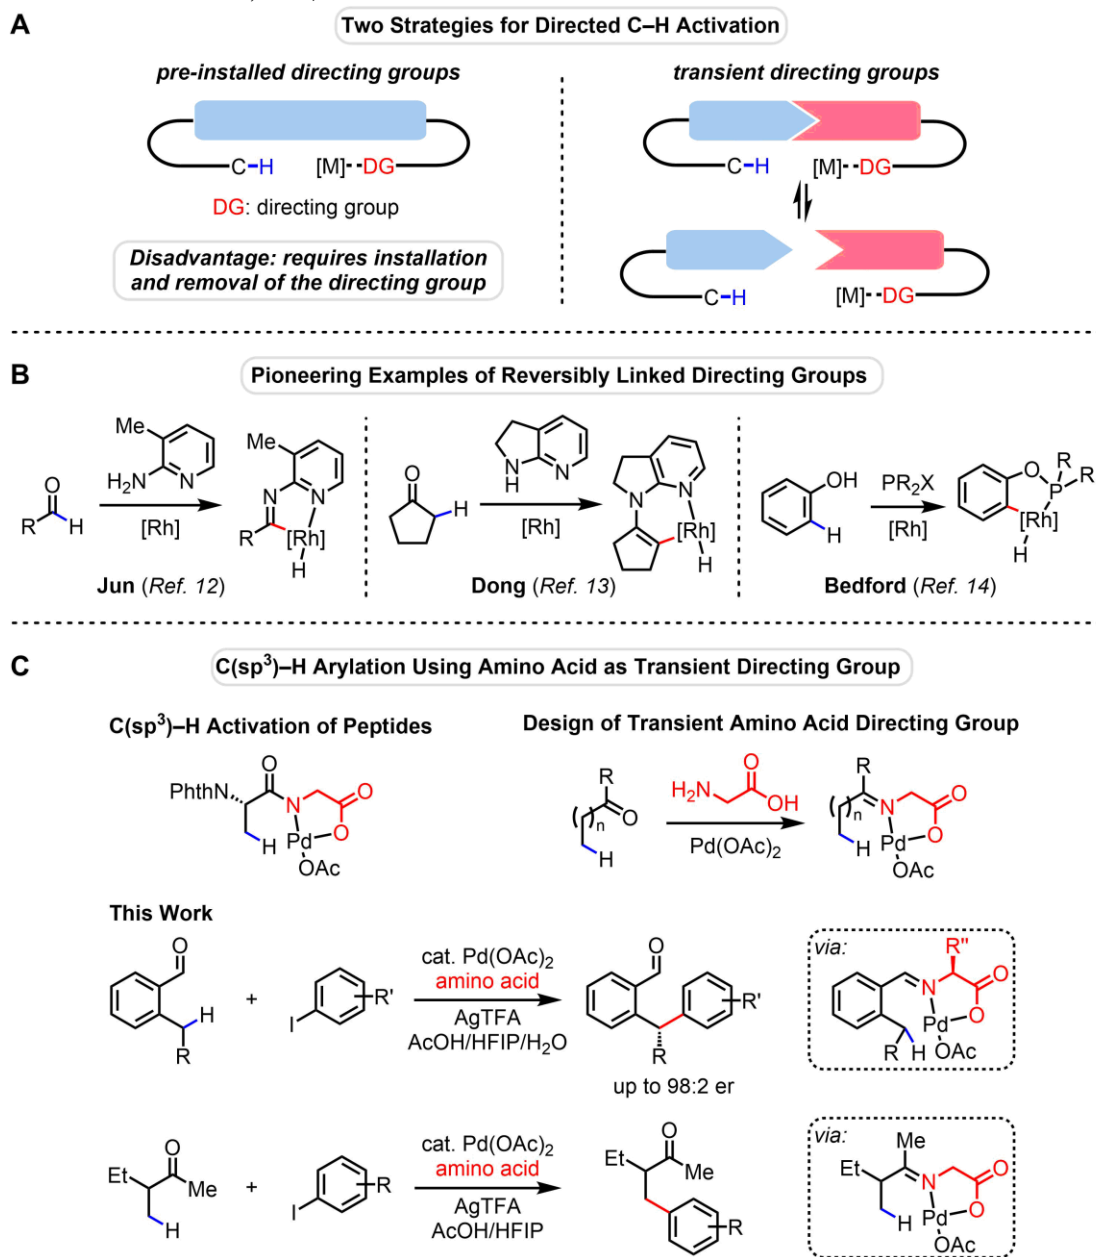 A
Two Strategies for Directed C–H Activation
pre-installed directing groups
transient directing groups
C–H [M]--DG
DG: directing group
Disadvantage: requires installation
and removal of the directing group
C–H [M]--DG
C–H [M]--DG
B
Pioneering Examples of Reversibly Linked Directing Groups
O
R H
Me
H2N N
[Rh]
Me
N N
R [Rh]
H
Jun (Ref. 12)
O
H
N H N
[Rh]
N N
[Rh]
H
Dong (Ref. 13)
OH
H
PR2X
[Rh]
O P R R
[Rh]
H
Bedford (Ref. 14)
C
C(sp3)–H Arylation Using Amino Acid as Transient Directing Group
C(sp3)–H Activation of Peptides
Design of Transient Amino Acid Directing Group
O
PhthN N O
H Pd O
OAc
R
O
( )n
H
O
H2N OH
Pd(OAc)2
R
( )n N O
H Pd O
OAc
This Work
O
H
R
+
I R'
cat. Pd(OAc)2
amino acid
AgTFA
AcOH/HFIP/H2O
O
R'
R
up to 98:2 er
via:
R"
N O
Pd O
R H OAc
O
Et Me
H
+
I R
cat. Pd(OAc)2
amino acid
AgTFA
AcOH/HFIP
O
Et Me
R
via:
Me
Et N O
H Pd O
OAc